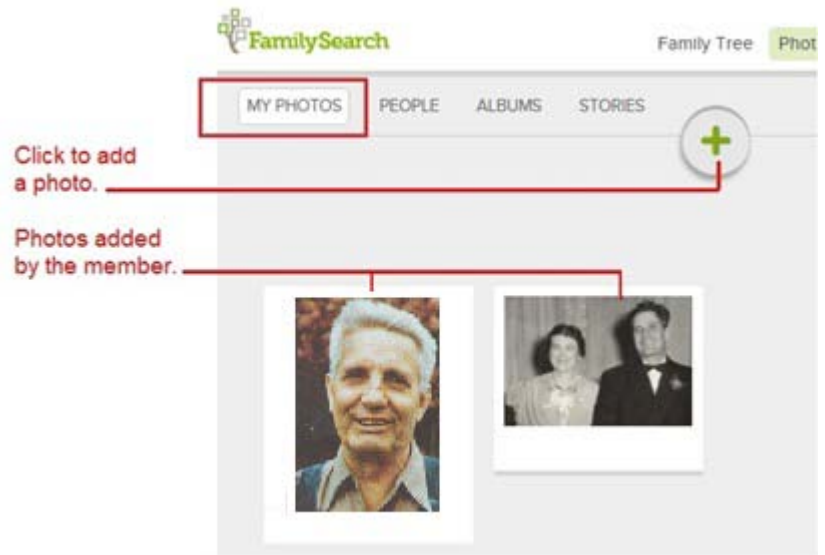 FamilySearch
Family Tree Phot
MY PHOTOS PEOPLE ALBUMS STORIES
Click to add
a photo.
Photos added
by the member.